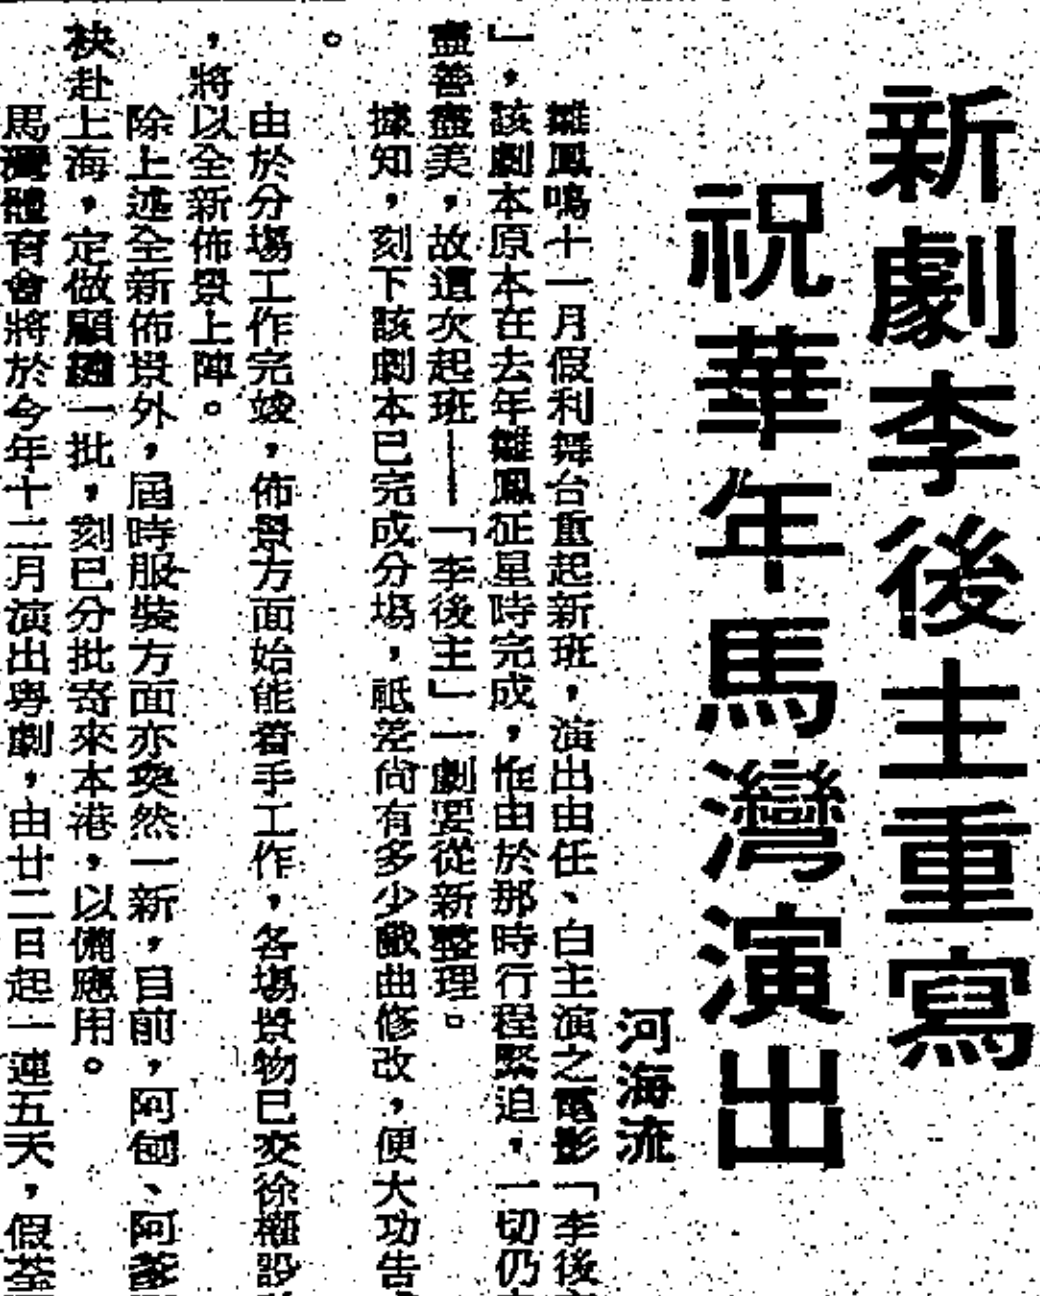 新劇李後主重寫
祝華年馬灣演出
河海流
雛鳳鳴十一月假利舞台重起新班，演出由任、白主演之電影「李後
」，該劇本原本在去年雛鳳征星時完成，惟由於那時行程緊迫，一切仍
盡善盡美，故這次起班——「李後主」一劇要從新整理。
據知，刻下該劇本已完成分場，祇差尚有多少戲曲修改，便大功告
。
由於分場工作完竣，佈景方面始能着手工作，各場景物已交徐權設
，將以全新佈景上陣。
除上述全新佈景外，屆時服裝方面亦煥然一新，目前，阿刨、阿
袂赴上海，定做顧繡一批，刻已分批寄來本港，以備應用。
馬灣體育會將於今年十二月演出粵劇，由廿二日起一連五天，假荃